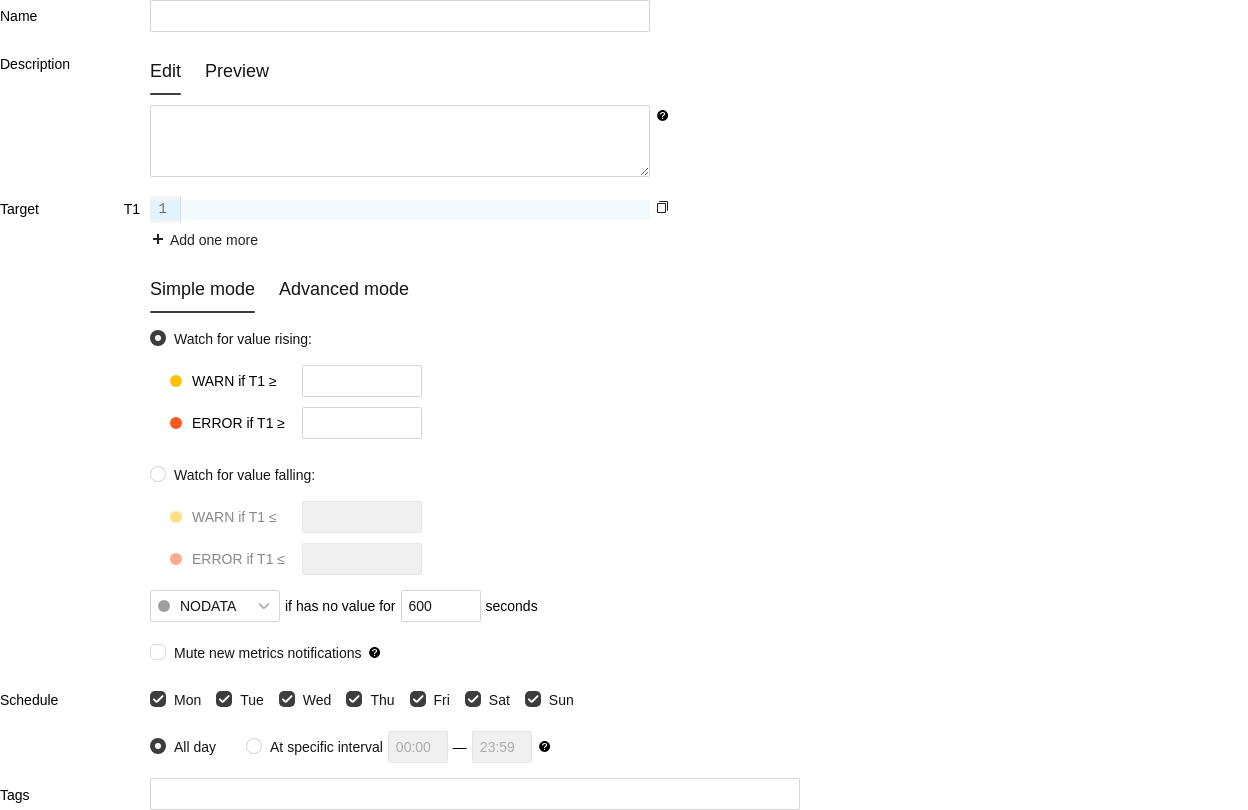 Name
Description
Edit Preview
Target T1 1
Add one more
Simple mode Advanced mode
Watch for value rising:
WARN if T1 ≥
ERROR if T1 ≥
Watch for value falling:
WARN if T1 ≤
ERROR if T1 ≤
NODATA if has no value for 600 seconds
Mute new metrics notifications
Schedule Mon Tue Wed Thu Fri Sat Sun
All day At specific interval 00:00 — 23:59
Tags